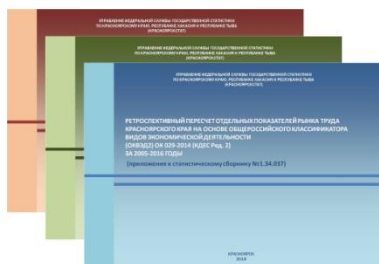 УПРАВЛЕНИЕ ФЕДЕРАЛЬНОЙ СЛУЖБЫ ГОСУДАРСТВЕННОЙ СТАТИСТИКИ
ПО КРАСНОЯРСКОМУ КРАЮ, РЕСПУБЛИКЕ ХАКАСИЯ И РЕСПУБЛИКЕ ТЫВА
(КРАСНОЯРСКСТАТ)
УПРАВЛЕНИЕ ФЕДЕРАЛЬНОЙ СЛУЖБЫ ГОСУДАРСТВЕННОЙ СТАТИСТИКИ
ПО КРАСНОЯРСКОМУ КРАЮ, РЕСПУБЛИКЕ ХАКАСИЯ И РЕСПУБЛИКЕ ТЫВА
(КРАСНОЯРСКСТАТ)
УПРАВЛЕНИЕ ФЕДЕРАЛЬНОЙ СЛУЖБЫ ГОСУДАРСТВЕННОЙ СТАТИСТИКИ
ПО КРАСНОЯРСКОМУ КРАЮ, РЕСПУБЛИКЕ ХАКАСИЯ И РЕСПУБЛИКЕ ТЫВА
(КРАСНОЯРСКСТАТ)
РЕТРОСПЕКТИВНЫЙ ПЕРЕСЧЕТ ОТДЕЛЬНЫХ ПОКАЗАТЕЛЕЙ РЫНКА ТРУДА
КРАСНОЯРСКОГО КРАЯ НА ОСНОВЕ ОБЩЕРОССИЙСКОГО КЛАССИФИКАТОРА
ВИДОВ ЭКОНОМИЧЕСКОЙ ДЕЯТЕЛЬНОСТИ
(ОКВЭД2) ОК 029-2014 (КДЕС Ред. 2)
ЗА 2005-2016 ГОДЫ
(приложение к статистическому сборнику №1.34.037)
КРАСНОЯРСК
2018